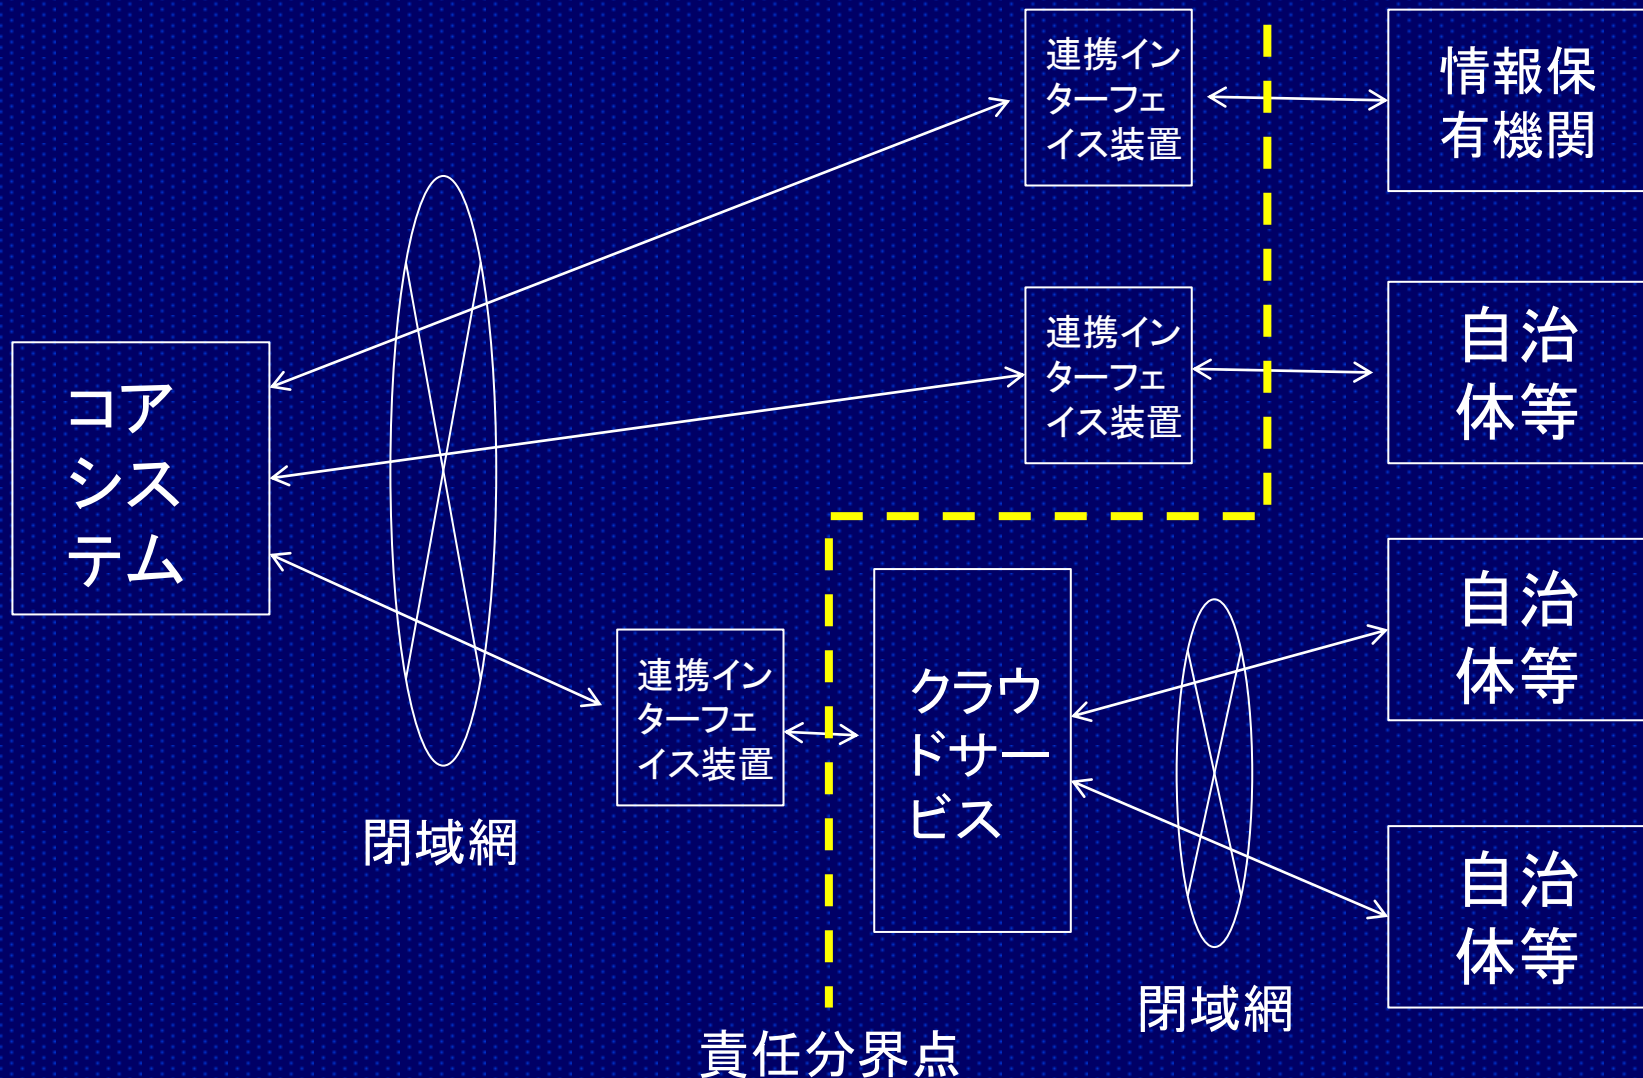 連携イン
ターフェ
イス装置
情報保
有機関
連携イン
ターフェ
イス装置
自治
体等
コア
シス
テム
自治
体等
連携イン
ターフェ
イス装置
クラウ
ドサー
ビス
閉域網
自治
体等
閉域網
責任分界点